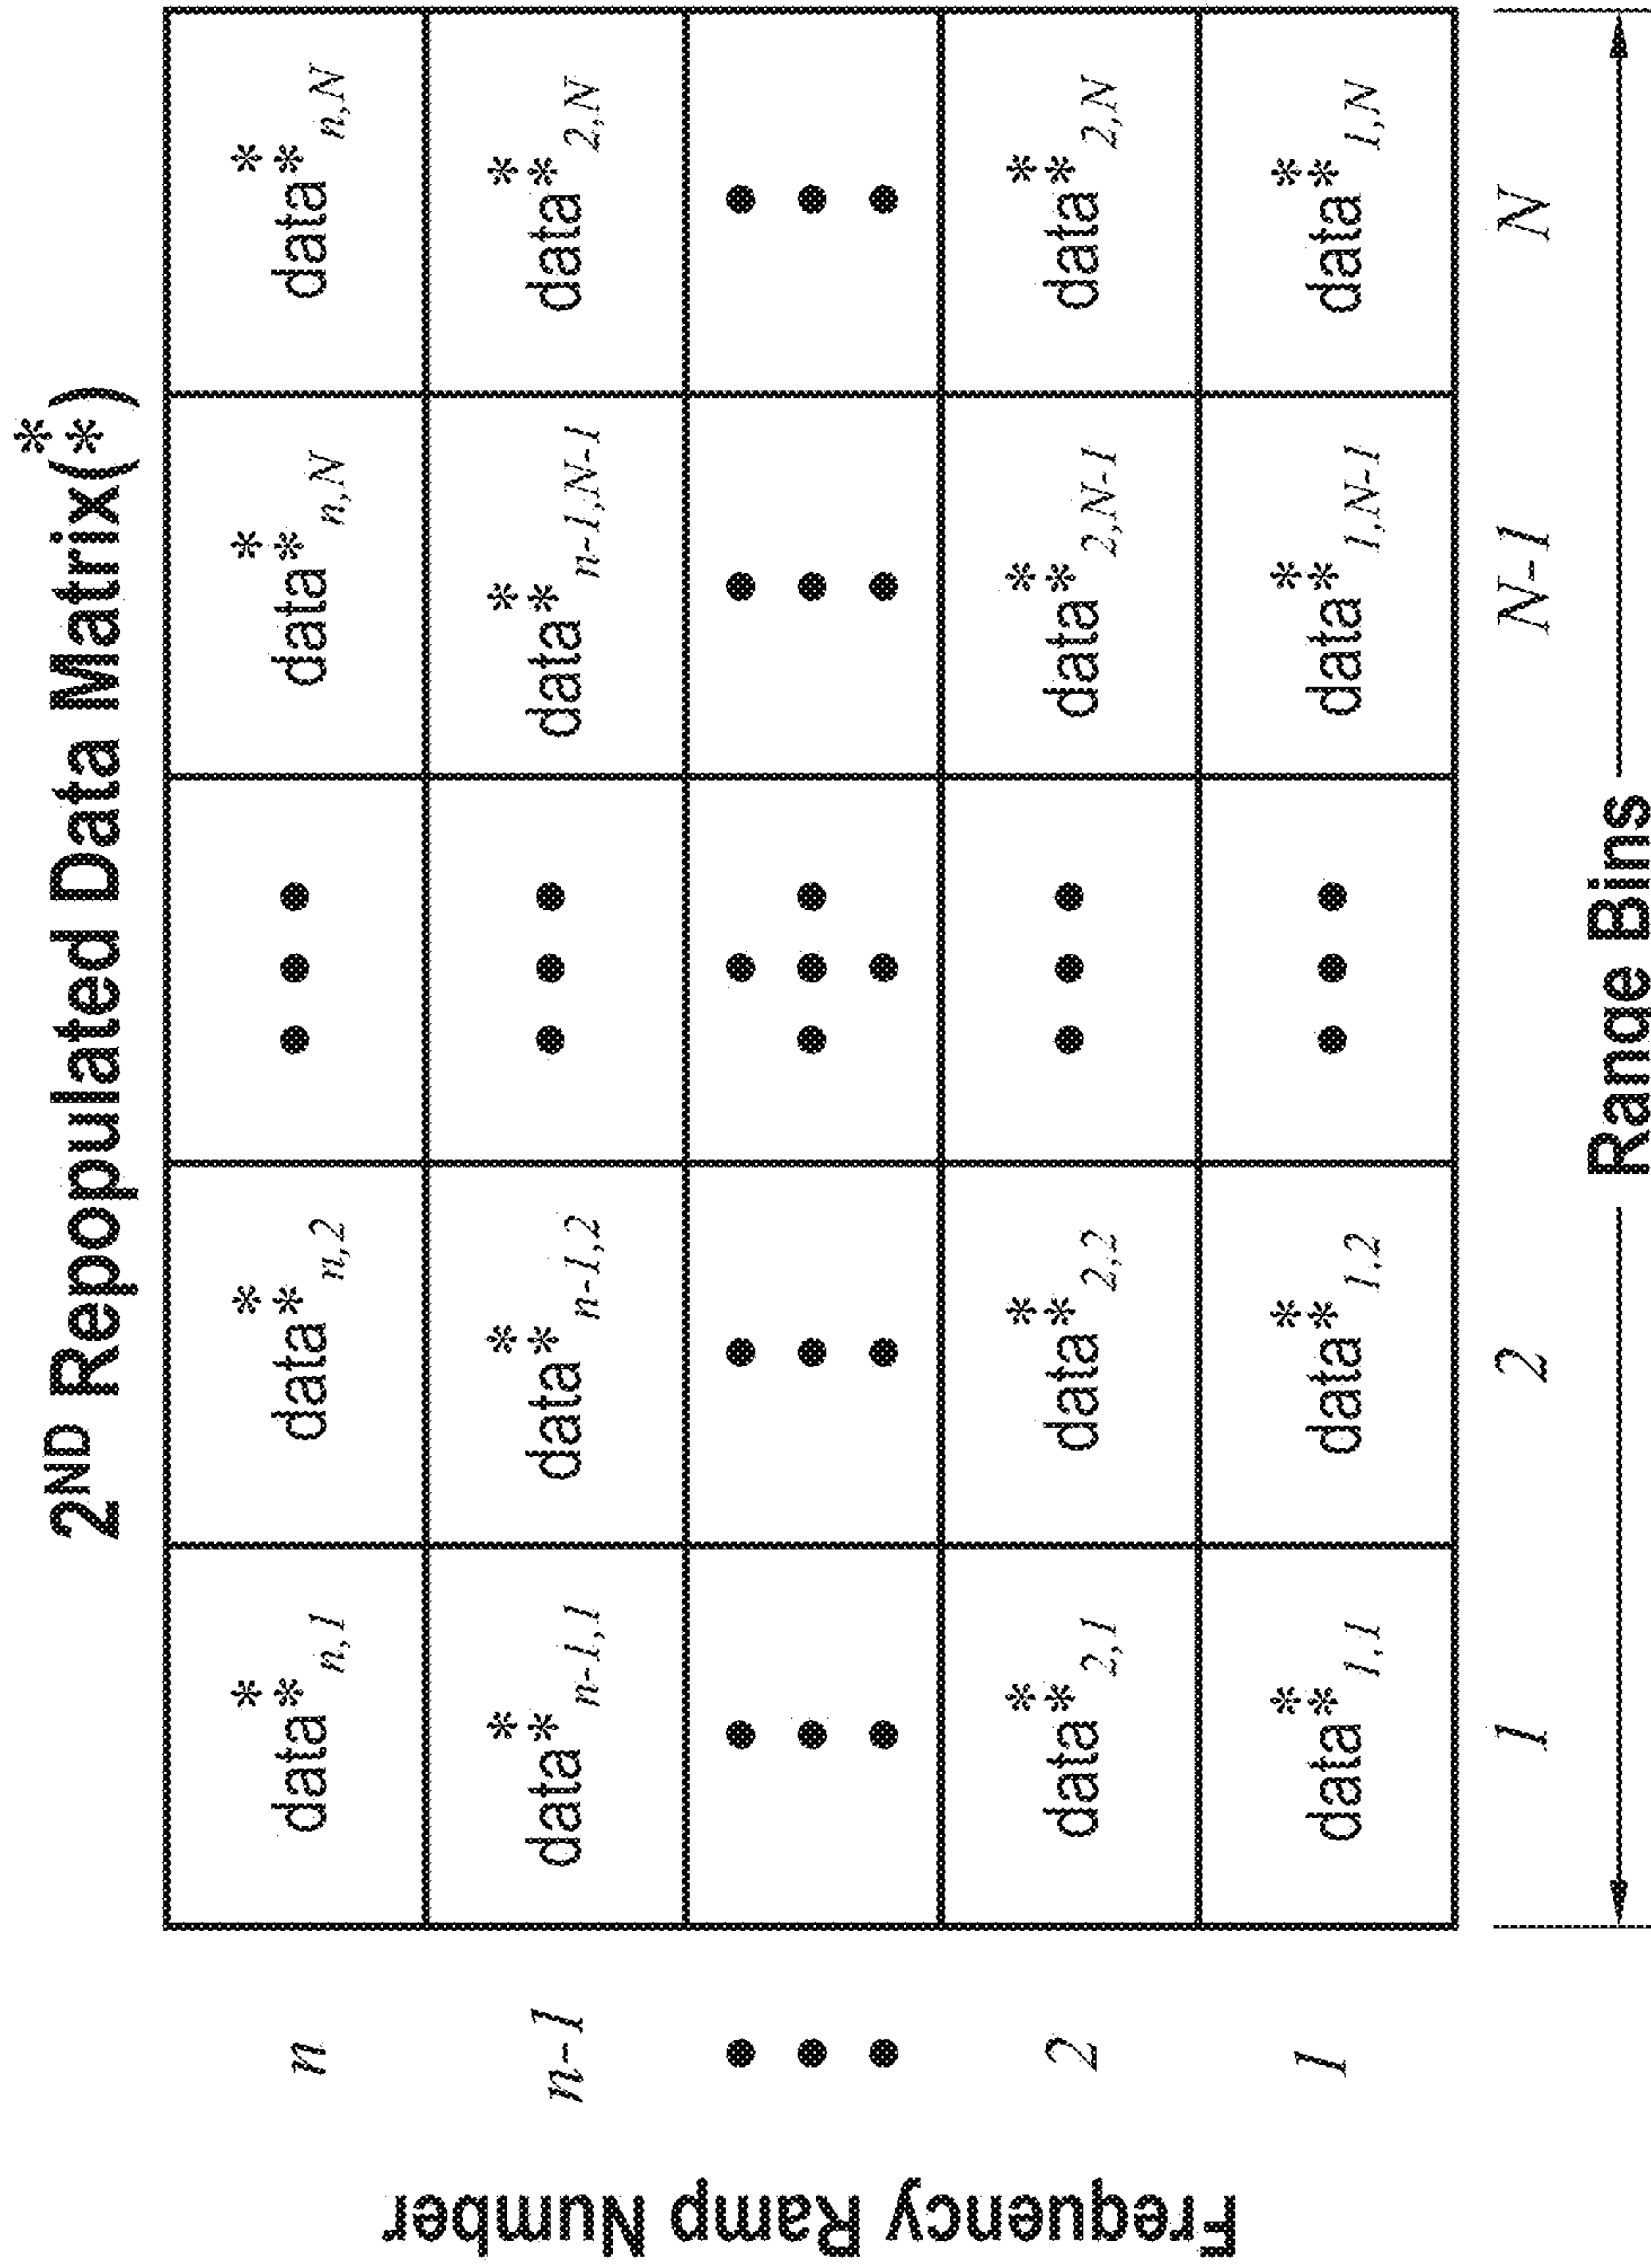 2ND Repopulated Data Matrix(**)
Frequency Ramp Number
n data**n,1 data**n,2 ••• data**n,N data**n,N
n-1 data**n-1,1 data**n-1,2 ••• data**n-1,N-1 data**2,N
2 data**2,1 data**2,2 ••• data**2,N-1 data**2,N
1 data**1,1 data**1,2 ••• data**1,N-1 data**1,N
1 2 N-1 N
Range Bins